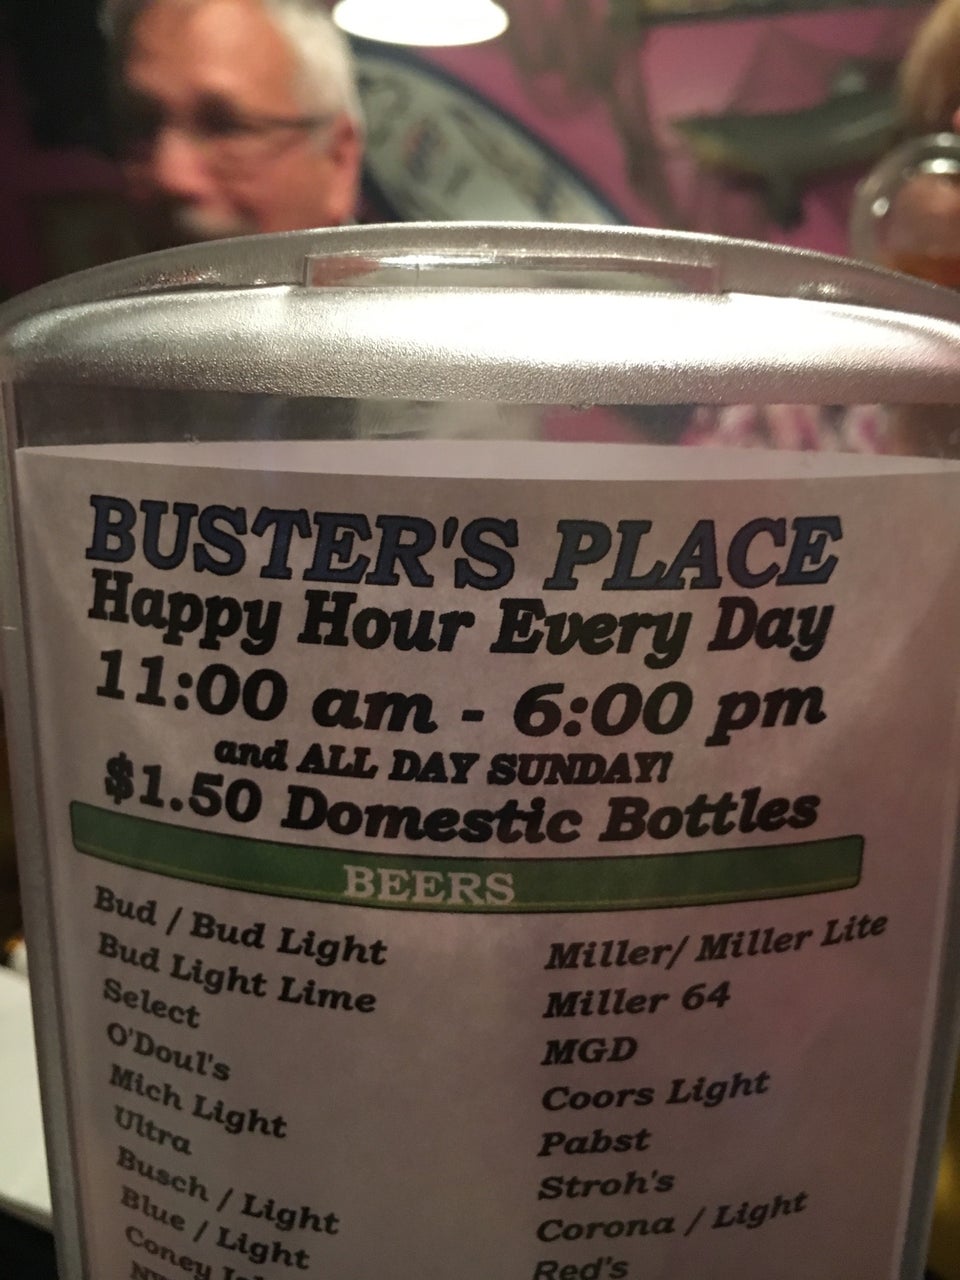 BUSTER'S PLACE
Happy Hour Every Day
11:00 am - 6:00 pm
and ALL DAY SUNDAY!
$1.50 Domestic Bottles
BEERS
Bud / Bud Light
Bud Light Lime
Select
O'Doul's
Mich Light
Ultra
Busch / Light
Blue / Light
Coney
Miller/ Miller Lite
Miller 64
MGD
Coors Light
Pabst
Stroh's
Corona / Light
Red's